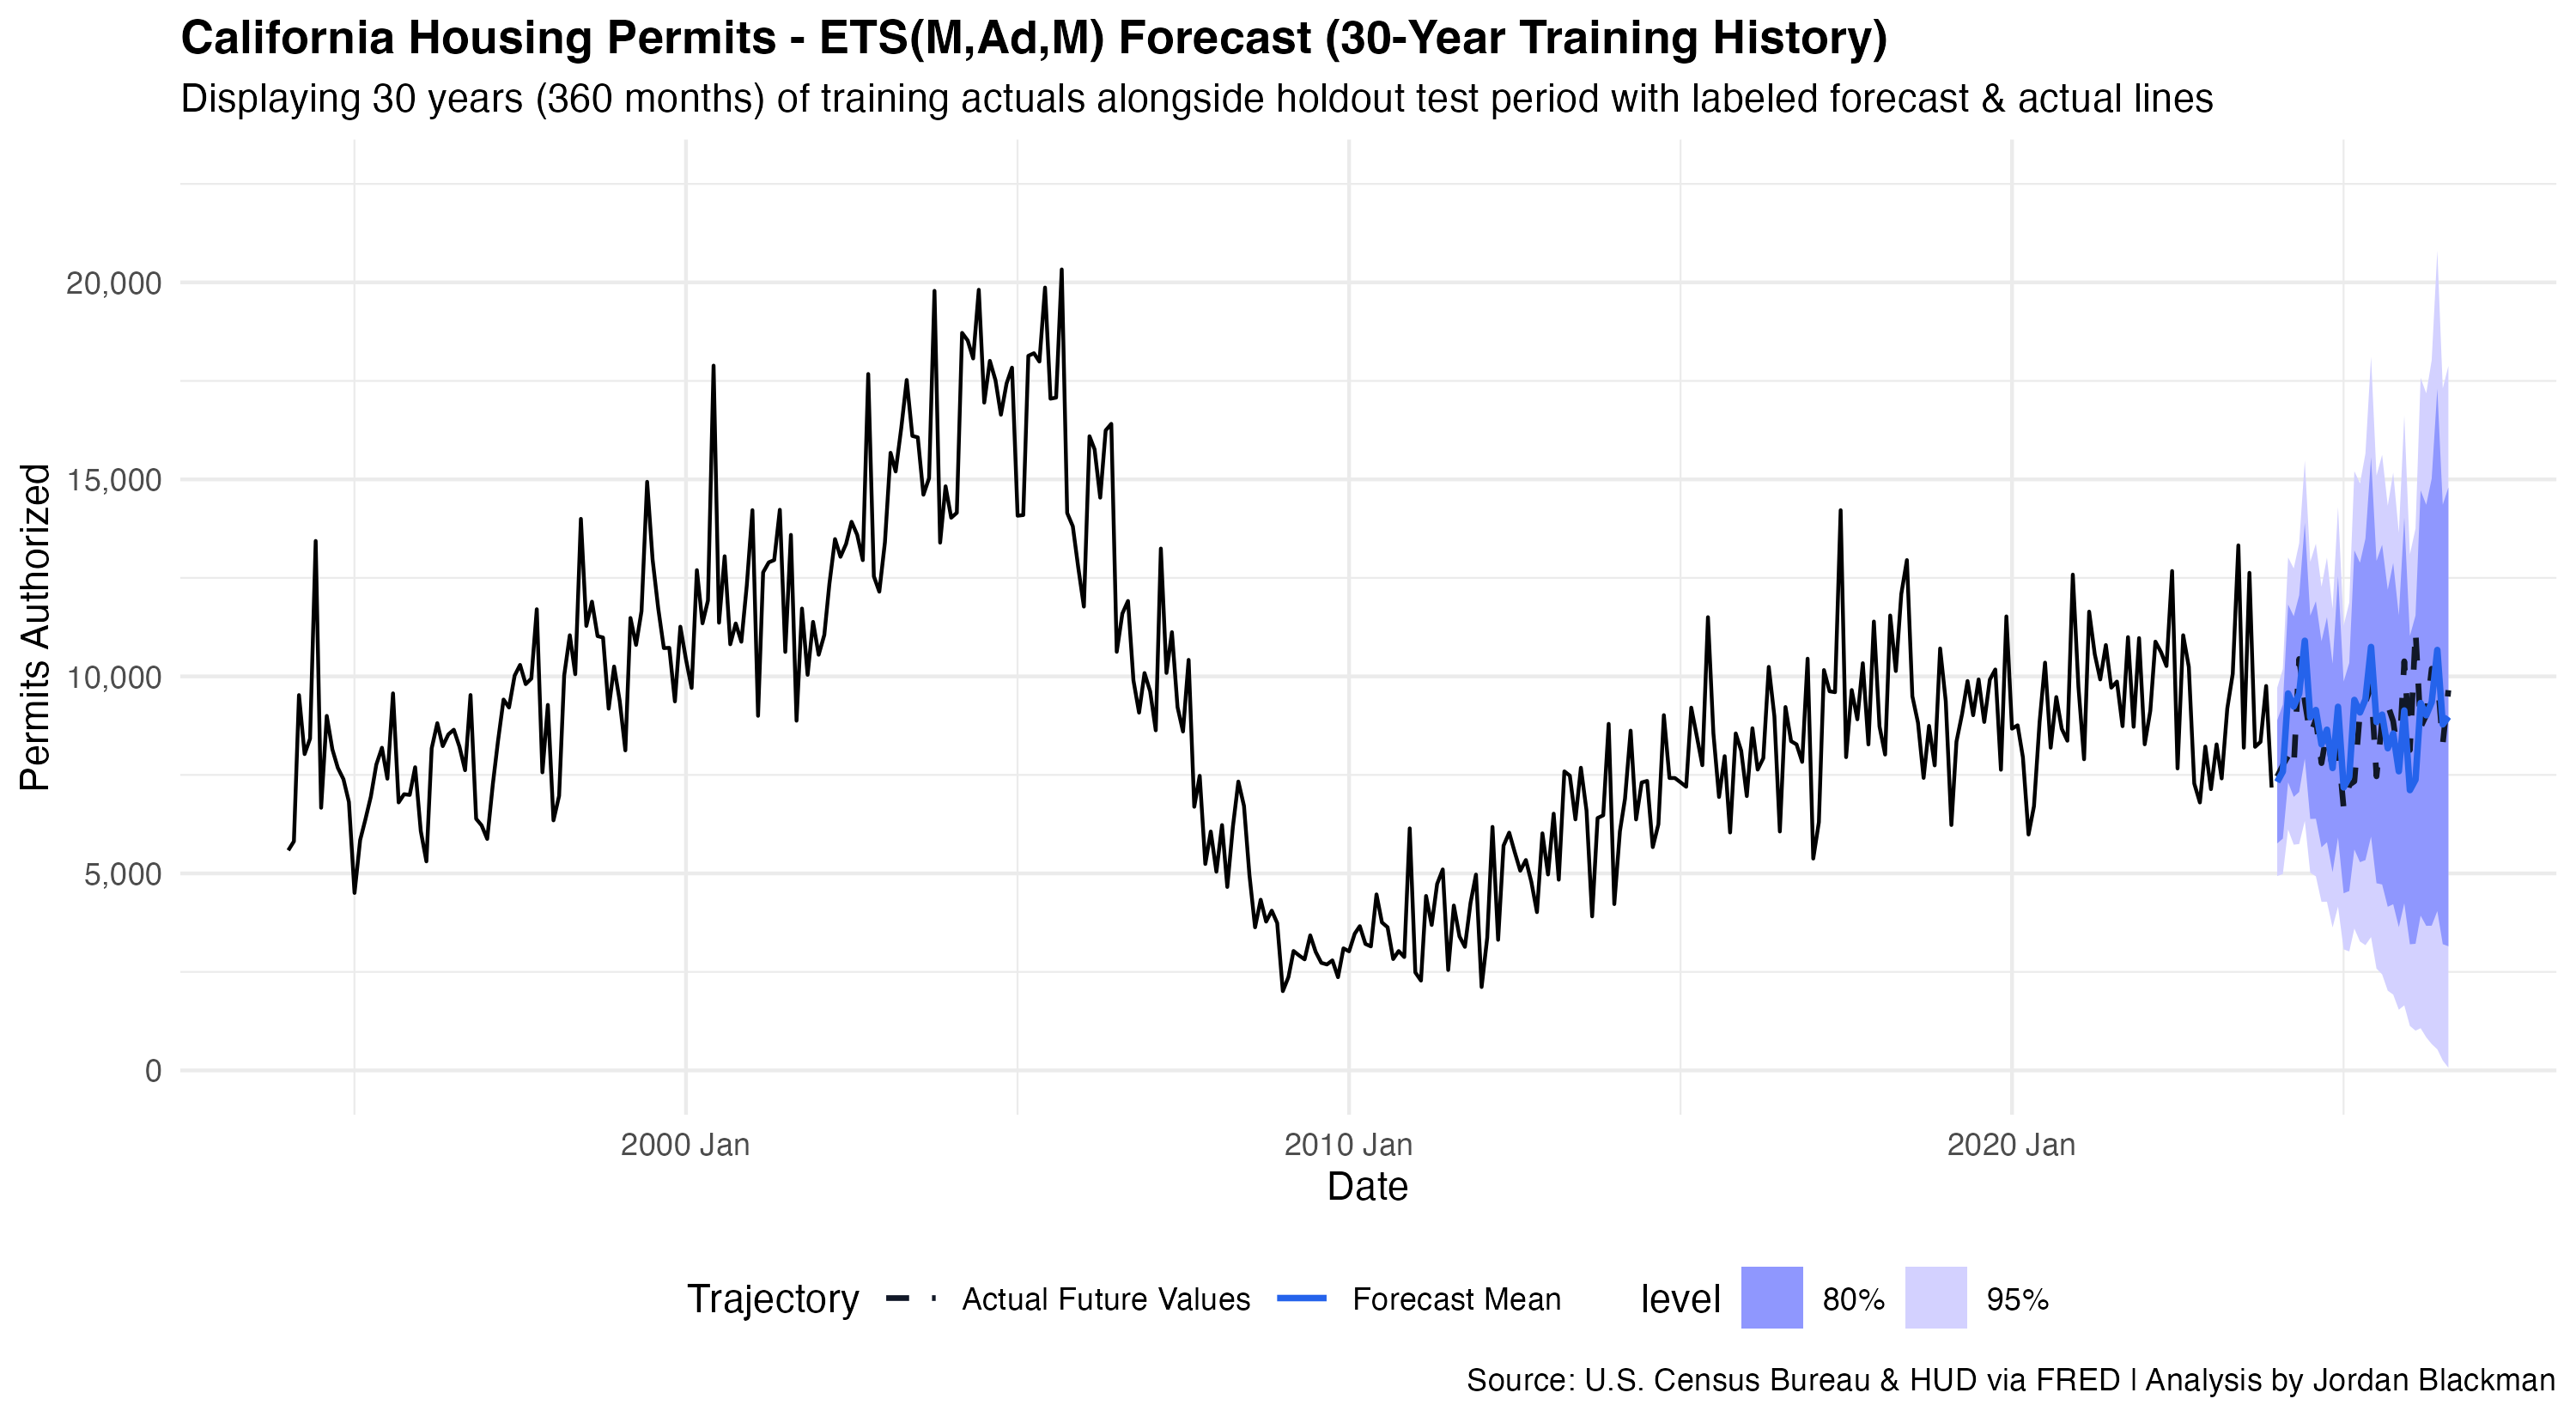 California Housing Permits - ETS(M,Ad,M) Forecast (30-Year Training History)
Displaying 30 years (360 months) of training actuals alongside holdout test period with labeled forecast & actual lines
Permits Authorized
20,000
15,000
10,000
5,000
0
2000 Jan 2010 Jan 2020 Jan
Date
Trajectory Actual Future Values Forecast Mean level 80% 95%
Source: U.S. Census Bureau & HUD via FRED | Analysis by Jordan Blackman